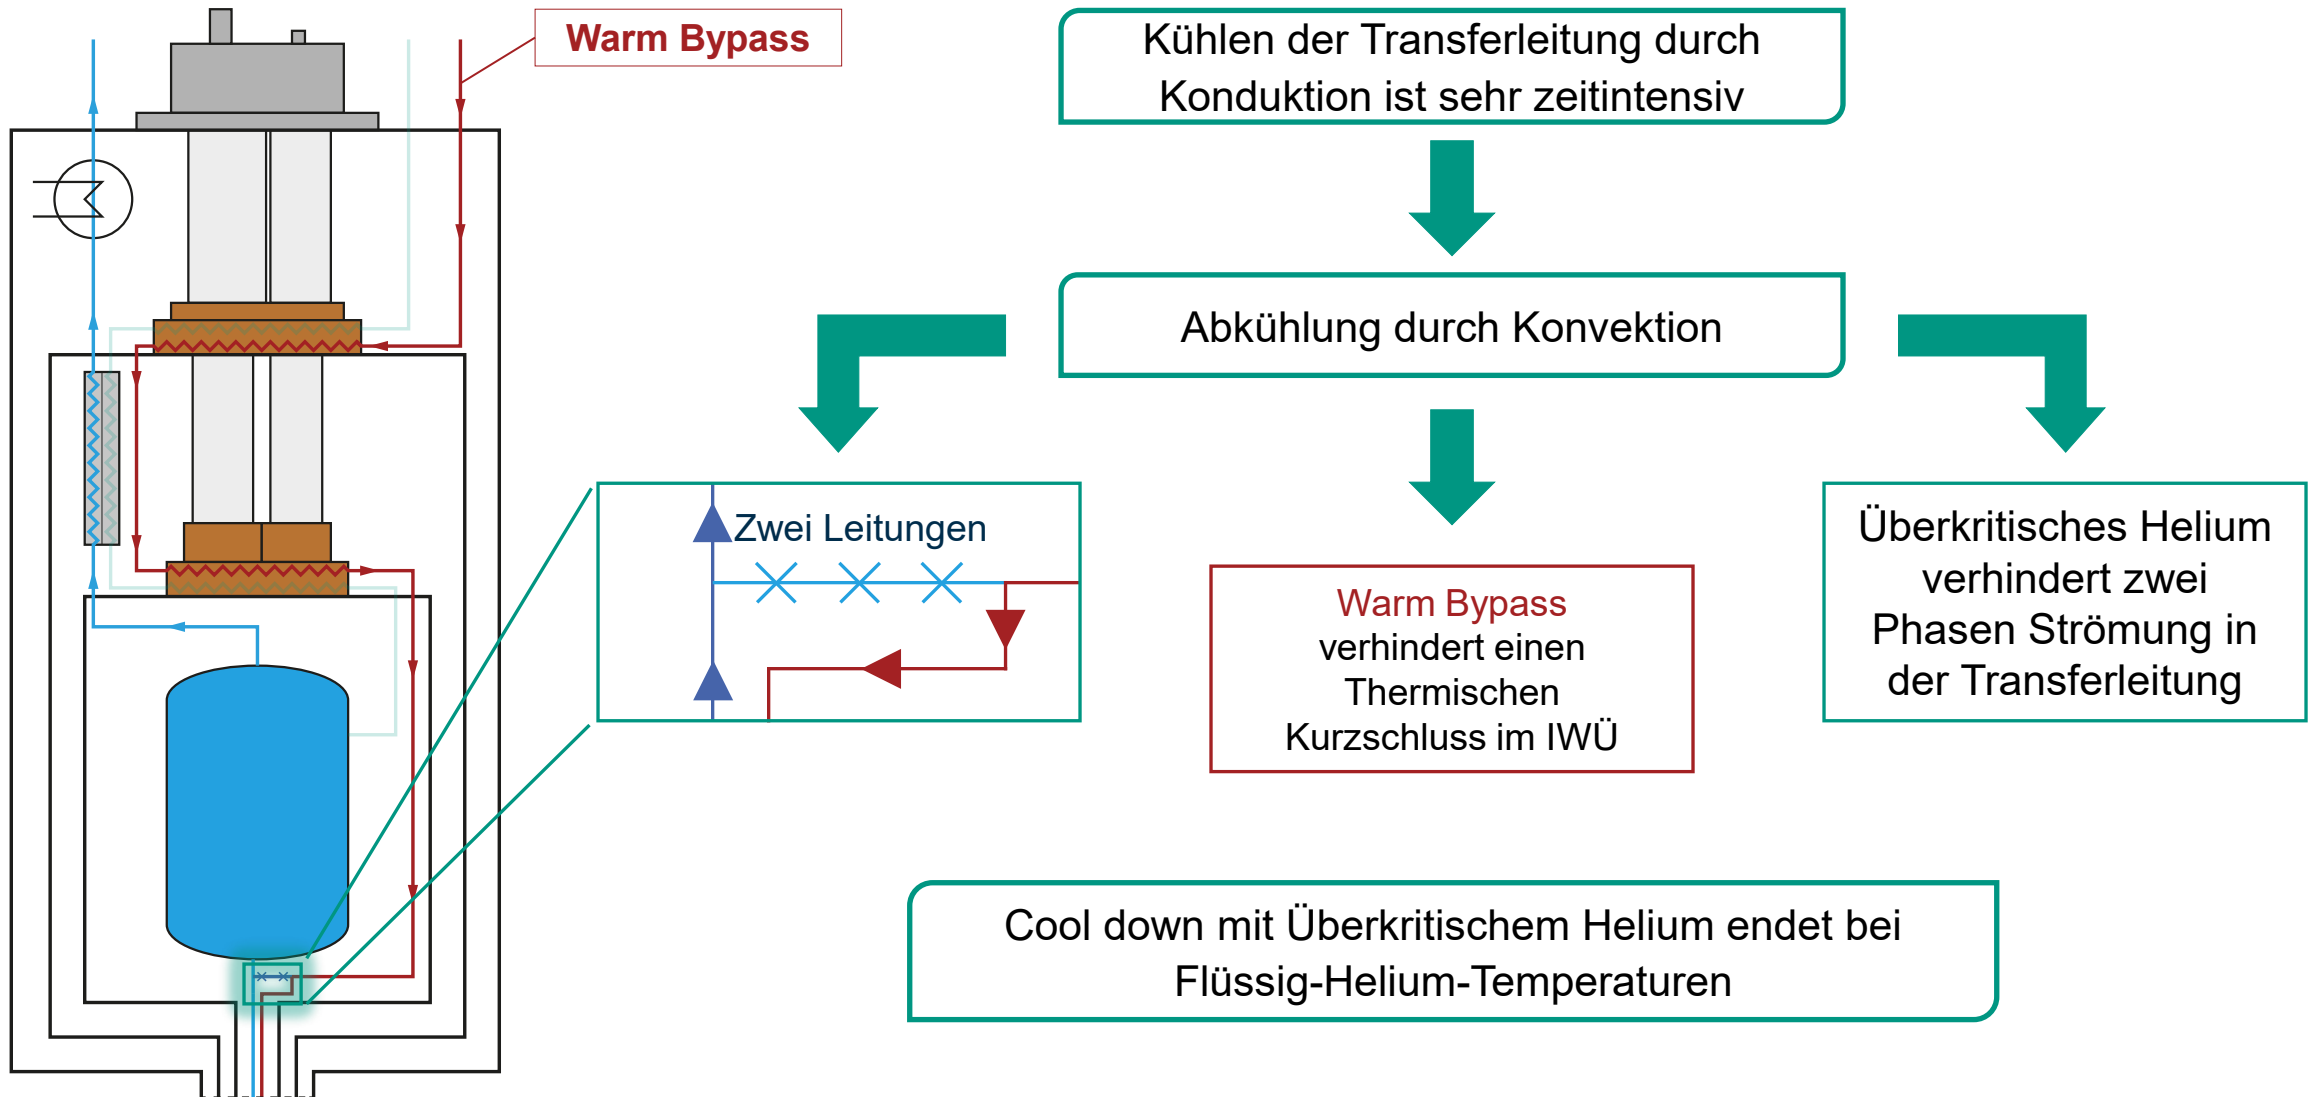 Warm Bypass
Kühlen der Transferleitung durch
Konduktion ist sehr zeitintensiv
Abkühlung durch Konvektion
Zwei Leitungen
Warm Bypass
verhindert einen
Thermischen
Kurzschluss im IWÜ
Überkritisches Helium
verhindert zwei
Phasen Strömung in
der Transferleitung
Cool down mit Überkritischem Helium endet bei
Flüssig-Helium-Temperaturen